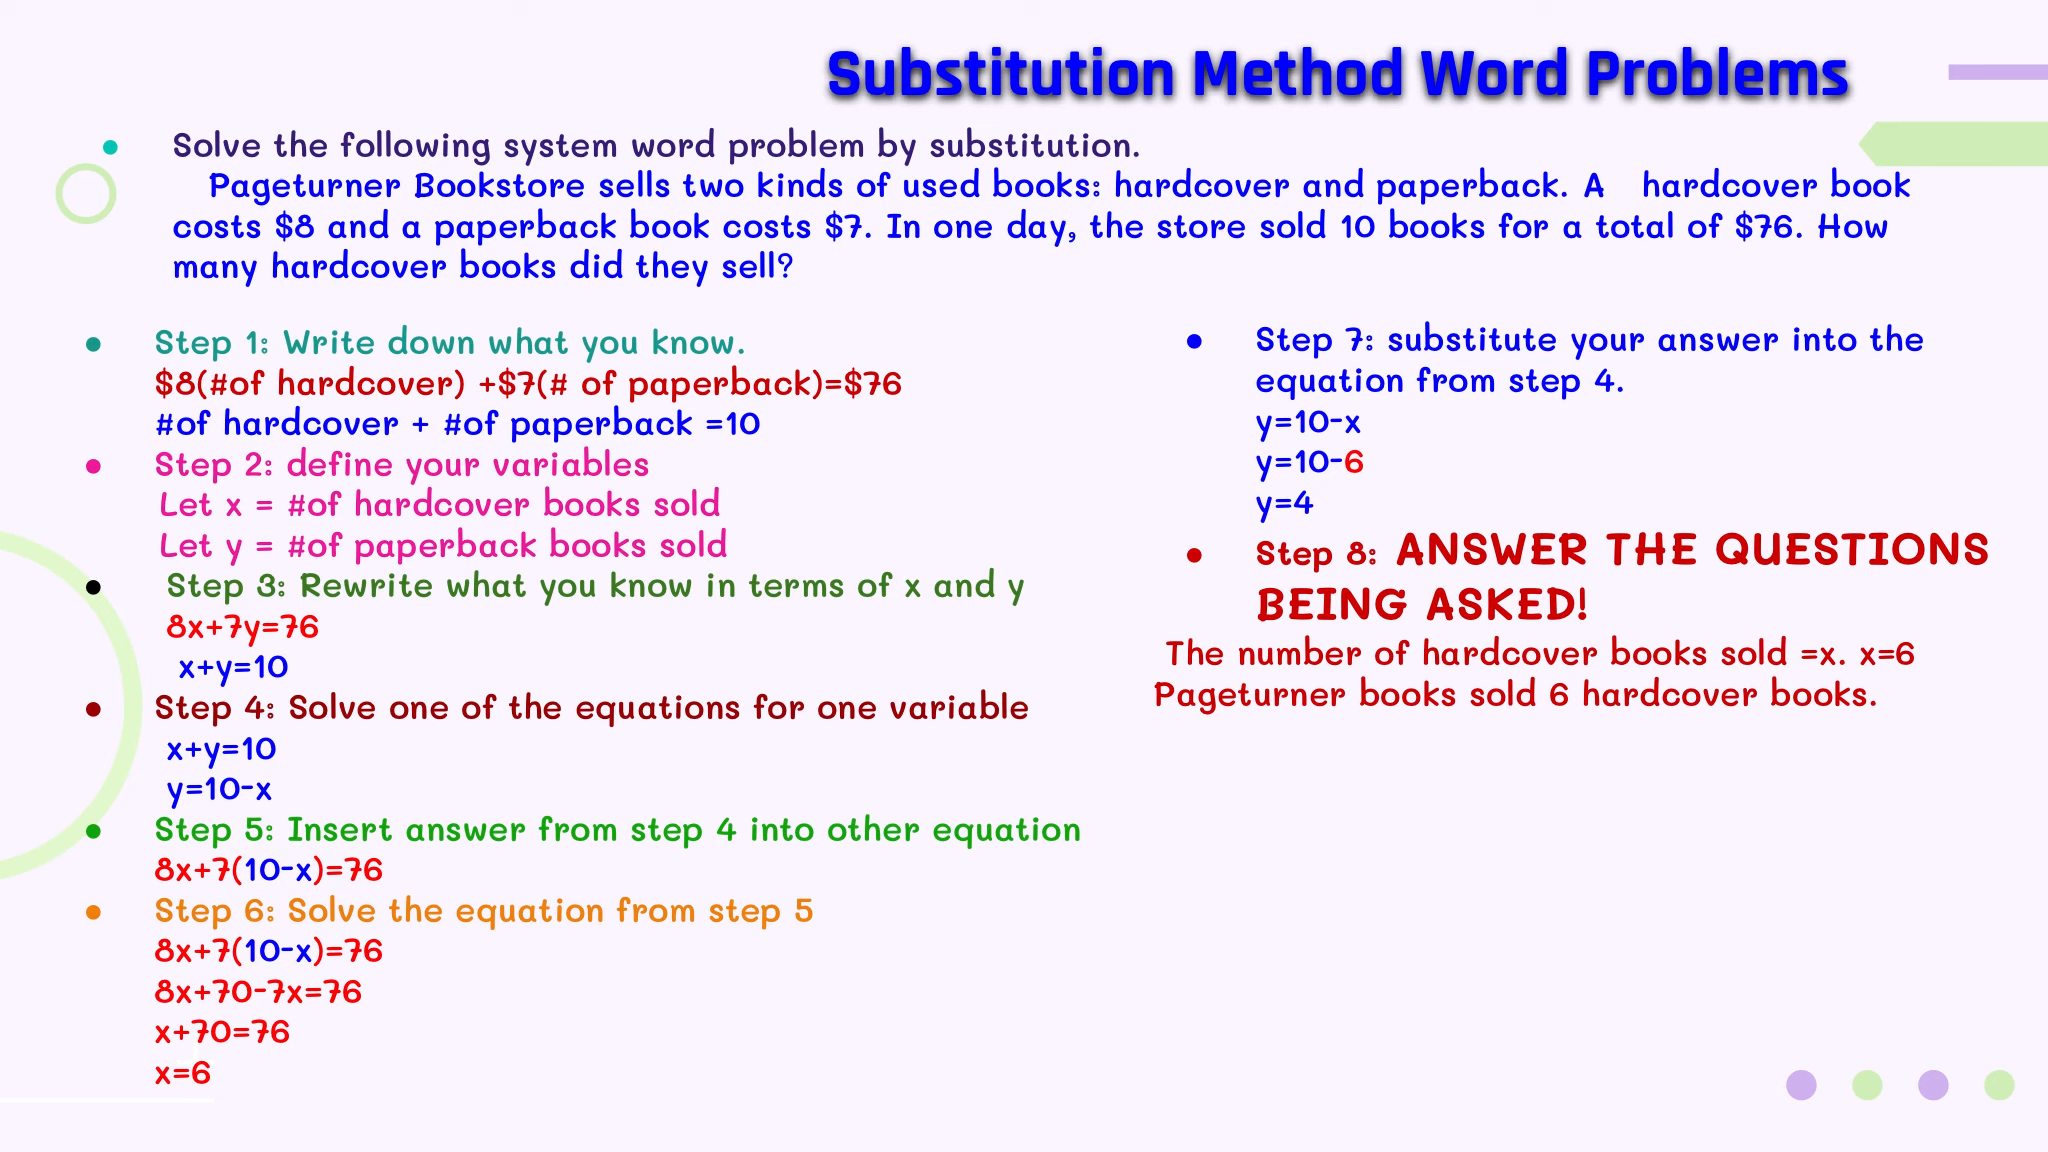 Substitution Method Word Problems
● Solve the following system word problem by substitution.
Pageturner Bookstore sells two kinds of used books: hardcover and paperback. A hardcover book
costs $8 and a paperback book costs $7. In one day, the store sold 10 books for a total of $76. How
many hardcover books did they sell?
● Step 1: Write down what you know.
$8(#of hardcover) +$7(# of paperback)=$76
#of hardcover + #of paperback =10
● Step 2: define your variables
Let x = #of hardcover books sold
Let y = #of paperback books sold
● Step 3: Rewrite what you know in terms of x and y
8x+7y=76
x+y=10
● Step 4: Solve one of the equations for one variable
x+y=10
y=10-x
● Step 5: Insert answer from step 4 into other equation
8x+7(10-x)=76
● Step 6: Solve the equation from step 5
8x+7(10-x)=76
8x+70-7x=76
x+70=76
x=6
● Step 7: substitute your answer into the
equation from step 4.
y=10-x
y=10-6
y=4
● Step 8: ANSWER THE QUESTIONS
BEING ASKED!
The number of hardcover books sold =x. x=6
Pageturner books sold 6 hardcover books.